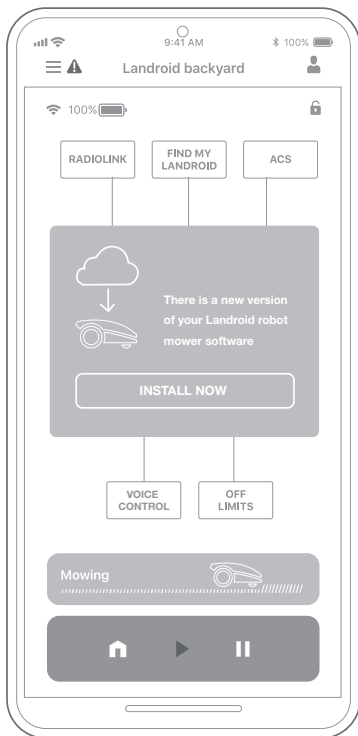 9:41 AM
100%
Landroid backyard
100%
RADIOLINK
FIND MY
LANDROID
ACS
There is a new version
of your Landroid robot
mower software
INSTALL NOW
VOICE
CONTROL
OFF
LIMITS
Mowing